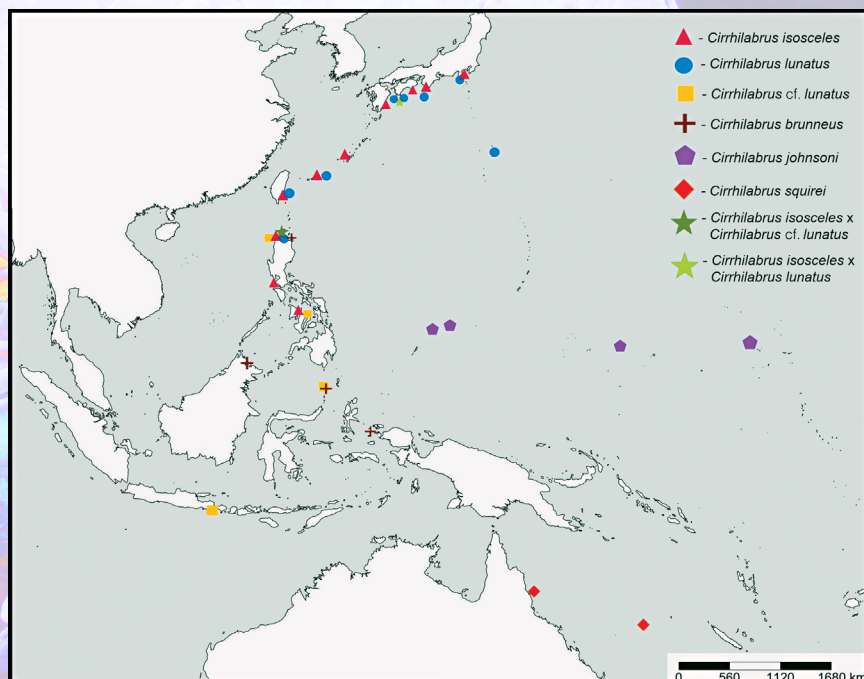 - Cirrhilabrus isosceles
- Cirrhilabrus lunatus
- Cirrhilabrus cf. lunatus
- Cirrhilabrus brunneus
- Cirrhilabrus johnsoni
- Cirrhilabrus squirei
- Cirrhilabrus isosceles x
Cirrhilabrus cf. lunatus
- Cirrhilabrus isosceles x
Cirrhilabrus lunatus
0 560 1120 1680 km